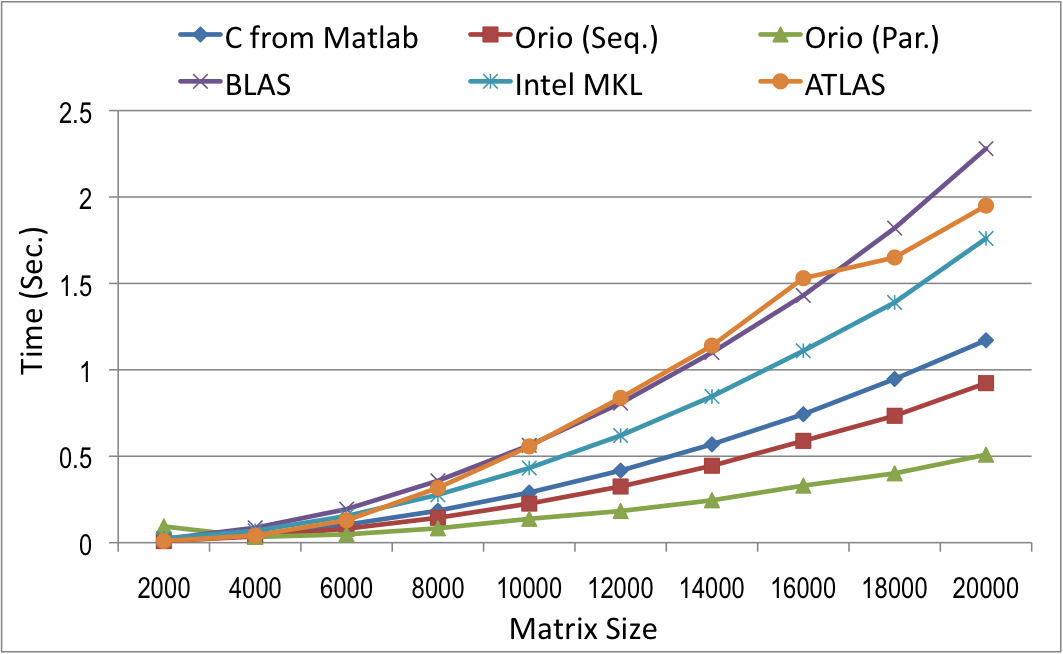 C from Matlab Orio (Seq.) Orio (Par.)
BLAS Intel MKL ATLAS
2.5
2
1.5
1
0.5
0
Time (Sec.)
2000 4000 6000 8000 10000 12000 14000 16000 18000 20000
Matrix Size